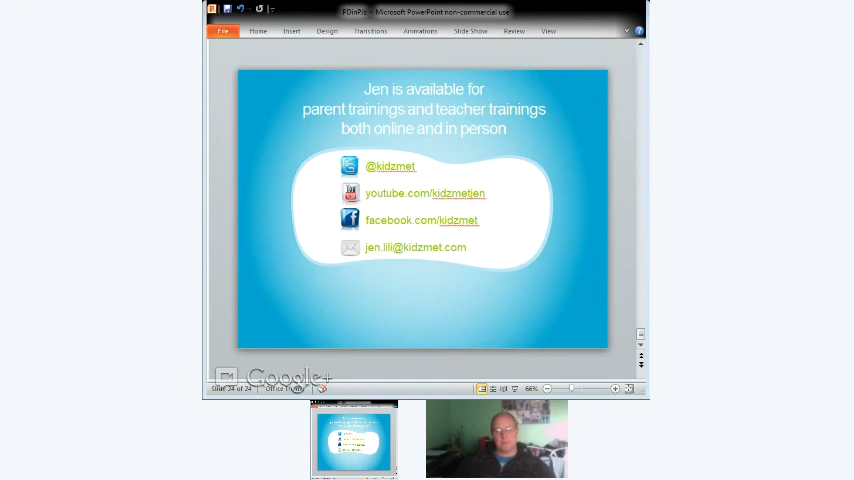 PDinPJs - Microsoft PowerPoint non-commercial use
File Home Insert Design Transitions Animations Slide Show Review View
Jen is available for
parent trainings and teacher trainings
both online and in person
@kidzmet
youtube.com/kidzmetjen
facebook.com/kidzmet
jen.lili@kidzmet.com
Google+
Slide 24 of 24 66%